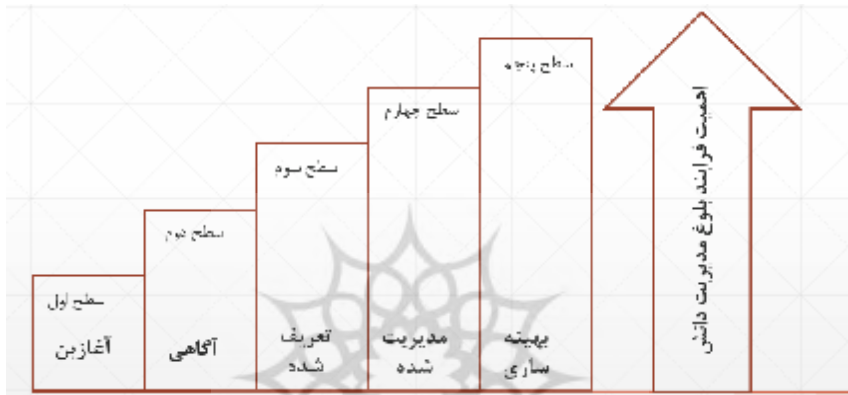 سطح پنجم
سطح چهارم
سطح سوم
سطح دوم
سطح اول
آغازین
آگاهی
تعریف
شده
مدیریت
شده
بهینه
سازی
اهمیت فرایند بلوغ مدیریت دانش